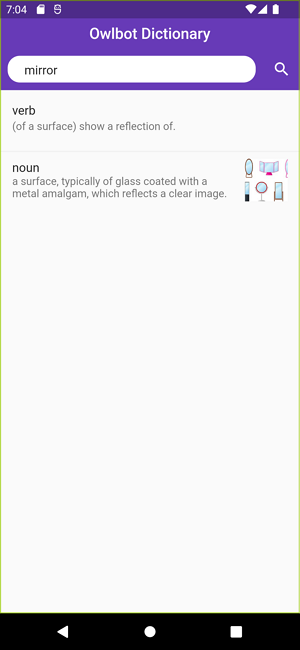 7:04
Owlbot Dictionary
mirror
verb
(of a surface) show a reflection of.
noun
a surface, typically of glass coated with a
metal amalgam, which reflects a clear image.